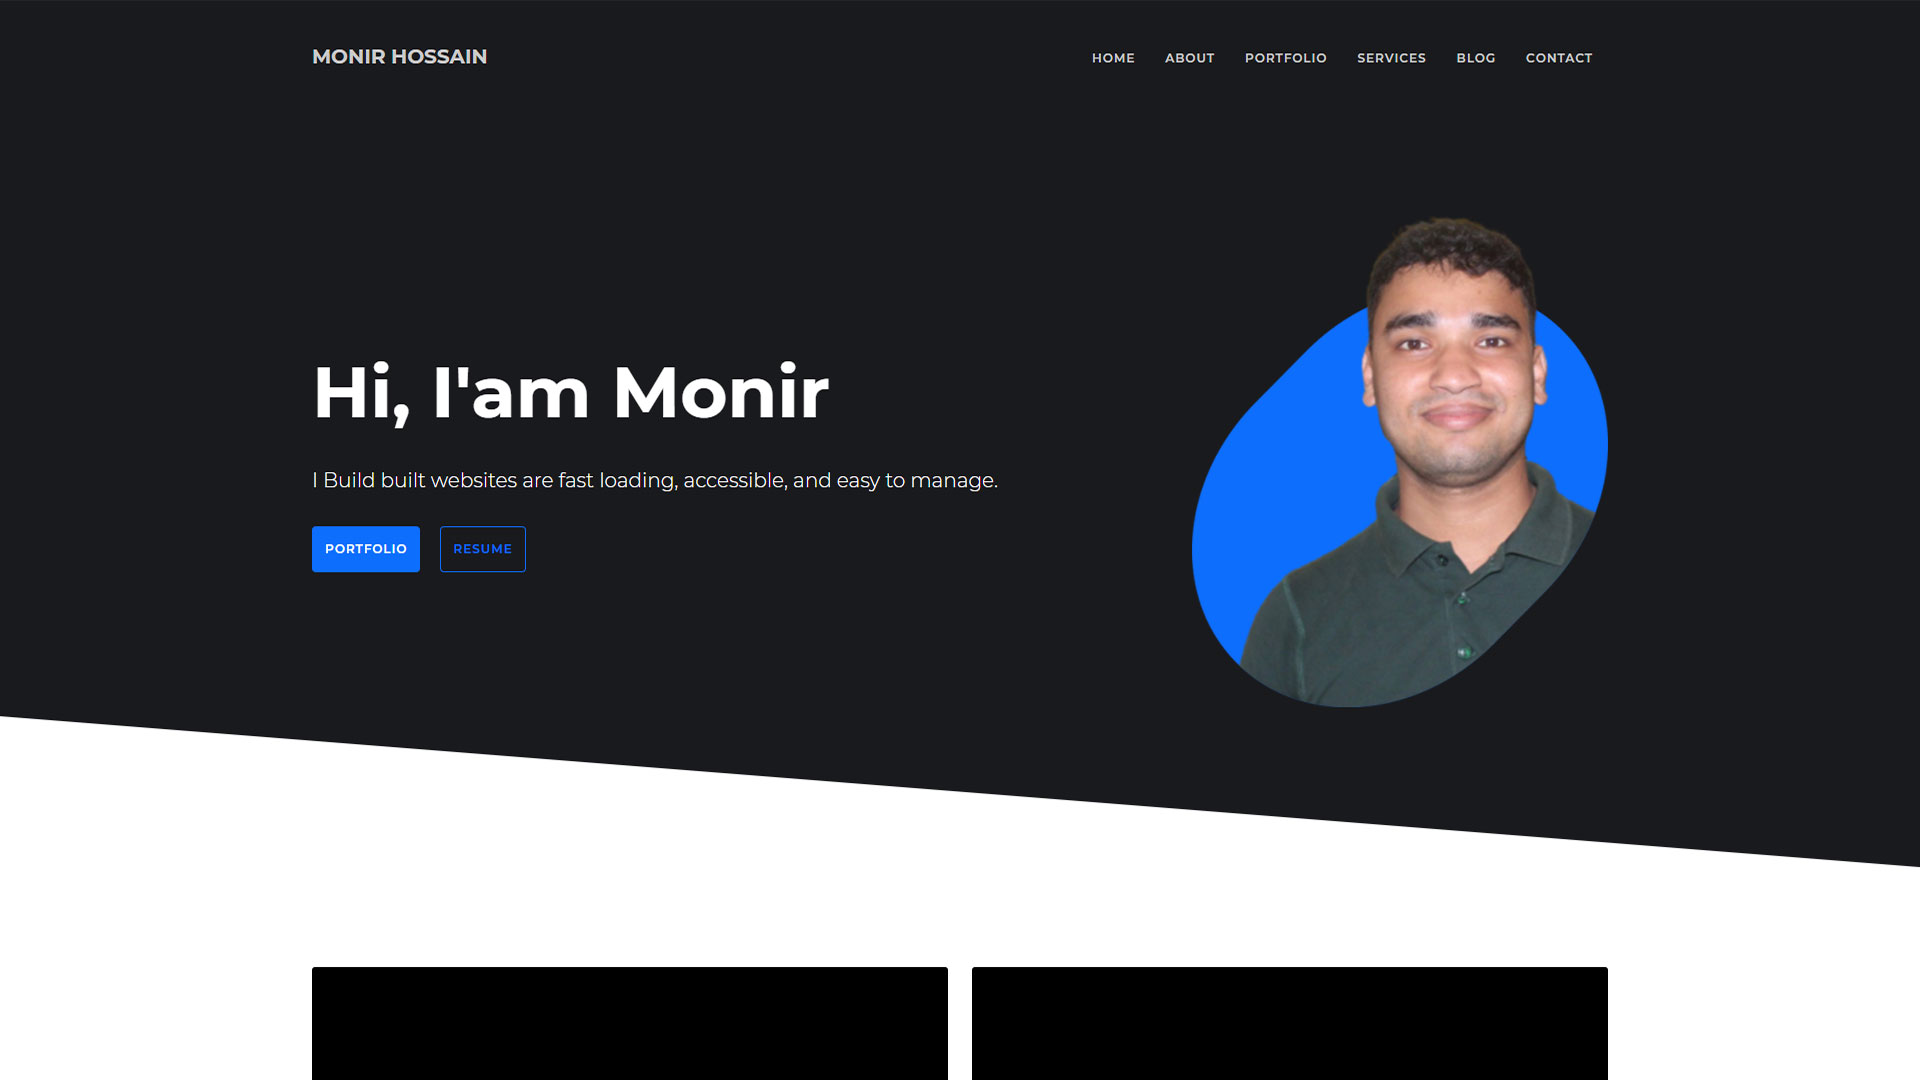 MONIR HOSSAIN
HOME ABOUT PORTFOLIO SERVICES BLOG CONTACT
Hi, I'am Monir
I Build built websites are fast loading, accessible, and easy to manage.
PORTFOLIO RESUME